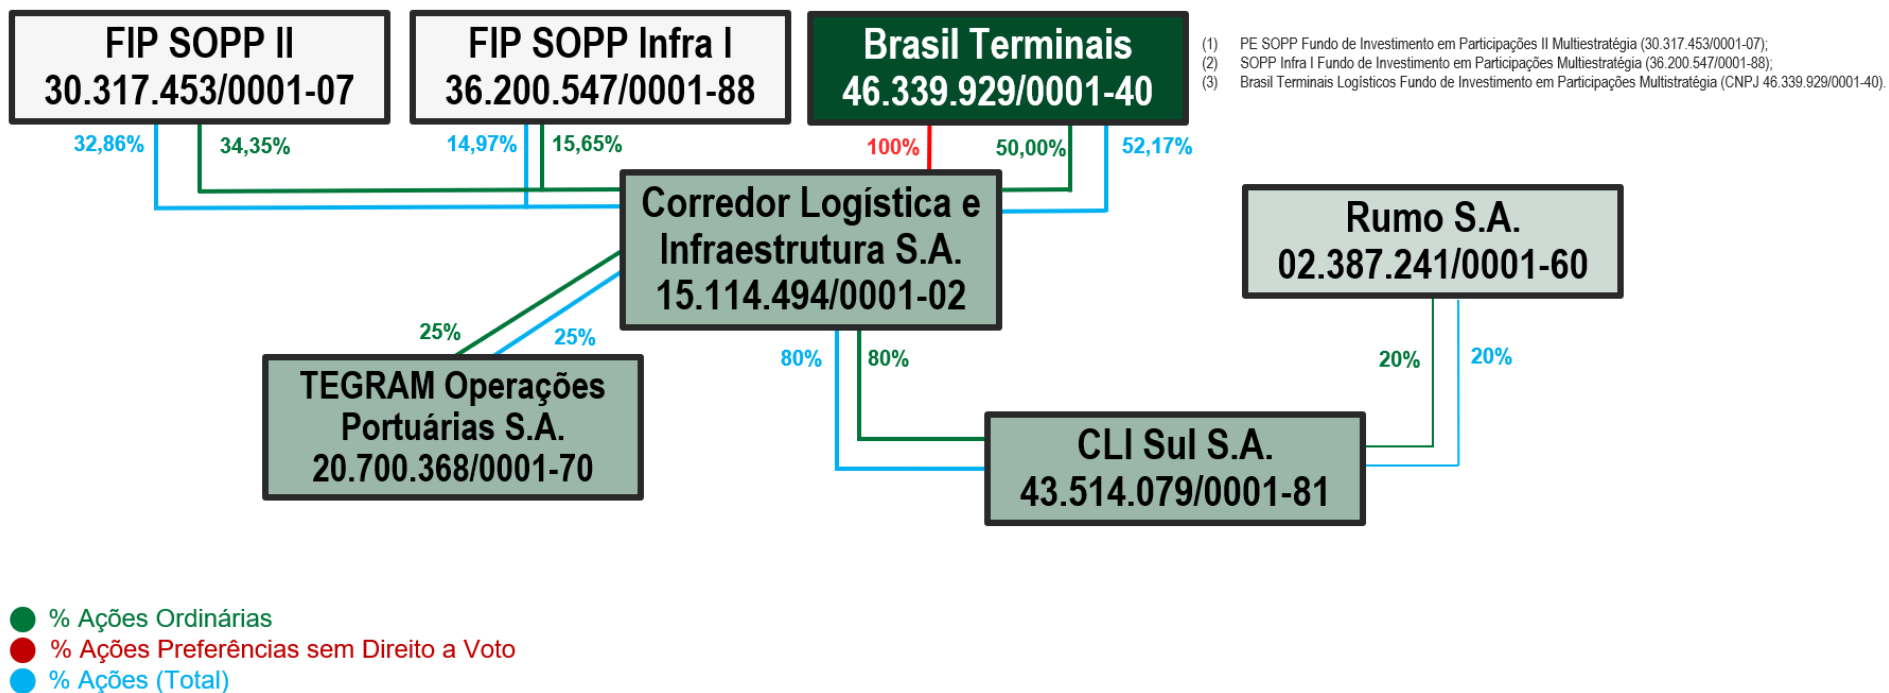 FIP SOPP II
30.317.453/0001-07
FIP SOPP Infra I
36.200.547/0001-88
Brasil Terminais
46.339.929/0001-40
(1) PE SOPP Fundo de Investimento em Participações II Multiestratégia (30.317.453/0001-07);
(2) SOPP Infra I Fundo de Investimento em Participações Multiestratégia (36.200.547/0001-88);
(3) Brasil Terminais Logísticos Fundo de Investimento em Participações Multistratégia (CNPJ 46.339.929/0001-40).
32,86%
34,35%
14,97%
15,65%
100%
50,00%
52,17%
Corredor Logística e
Infraestrutura S.A.
15.114.494/0001-02
Rumo S.A.
02.387.241/0001-60
25%
25%
80%
80%
20%
20%
TEGRAM Operações
Portuárias S.A.
20.700.368/0001-70
CLI Sul S.A.
43.514.079/0001-81
% Ações Ordinárias
% Ações Preferências sem Direito a Voto
% Ações (Total)